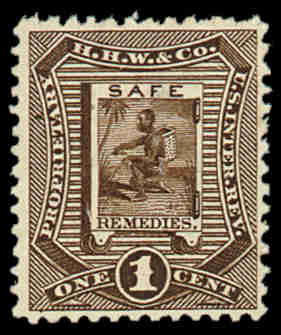 H.H.W. & Co.
PROPRIETARY
U.S. INTER. REV.
SAFE
REMEDIES.
ONE 1 CENT